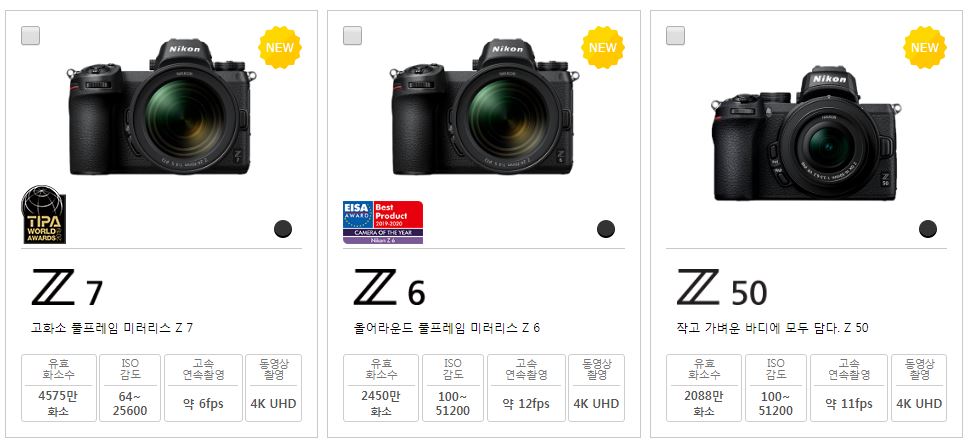 NEW
Nikon
Z 7
TIPA
WORLD
AWARDS
Z 7
고화소 풀프레임 미러리스 Z 7
유효
화소수
ISO
감도
고속
연속촬영
동영상
촬영
4575만
화소
64~
25600
약 6fps
4K UHD
NEW
Nikon
Z 6
EISA
AWARD
Best
Product
2019-2020
CAMERA OF THE YEAR
Nikon Z 6
Z 6
올어라운드 풀프레임 미러리스 Z 6
유효
화소수
ISO
감도
고속
연속촬영
동영상
촬영
2450만
화소
100~
51200
약 12fps
4K UHD
NEW
Nikon
Z
50
Z 50
작고 가벼운 바디에 모두 담다. Z 50
유효
화소수
ISO
감도
고속
연속촬영
동영상
촬영
2088만
화소
100~
51200
약 11fps
4K UHD